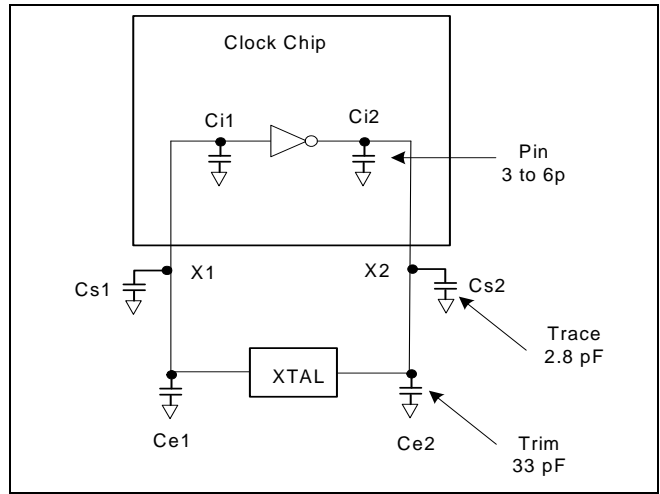 Clock Chip
Ci1
Ci2
Pin
3 to 6p
X1
X2
Cs1
Cs2
Trace
2.8 pF
XTAL
Ce1
Ce2
Trim
33 pF